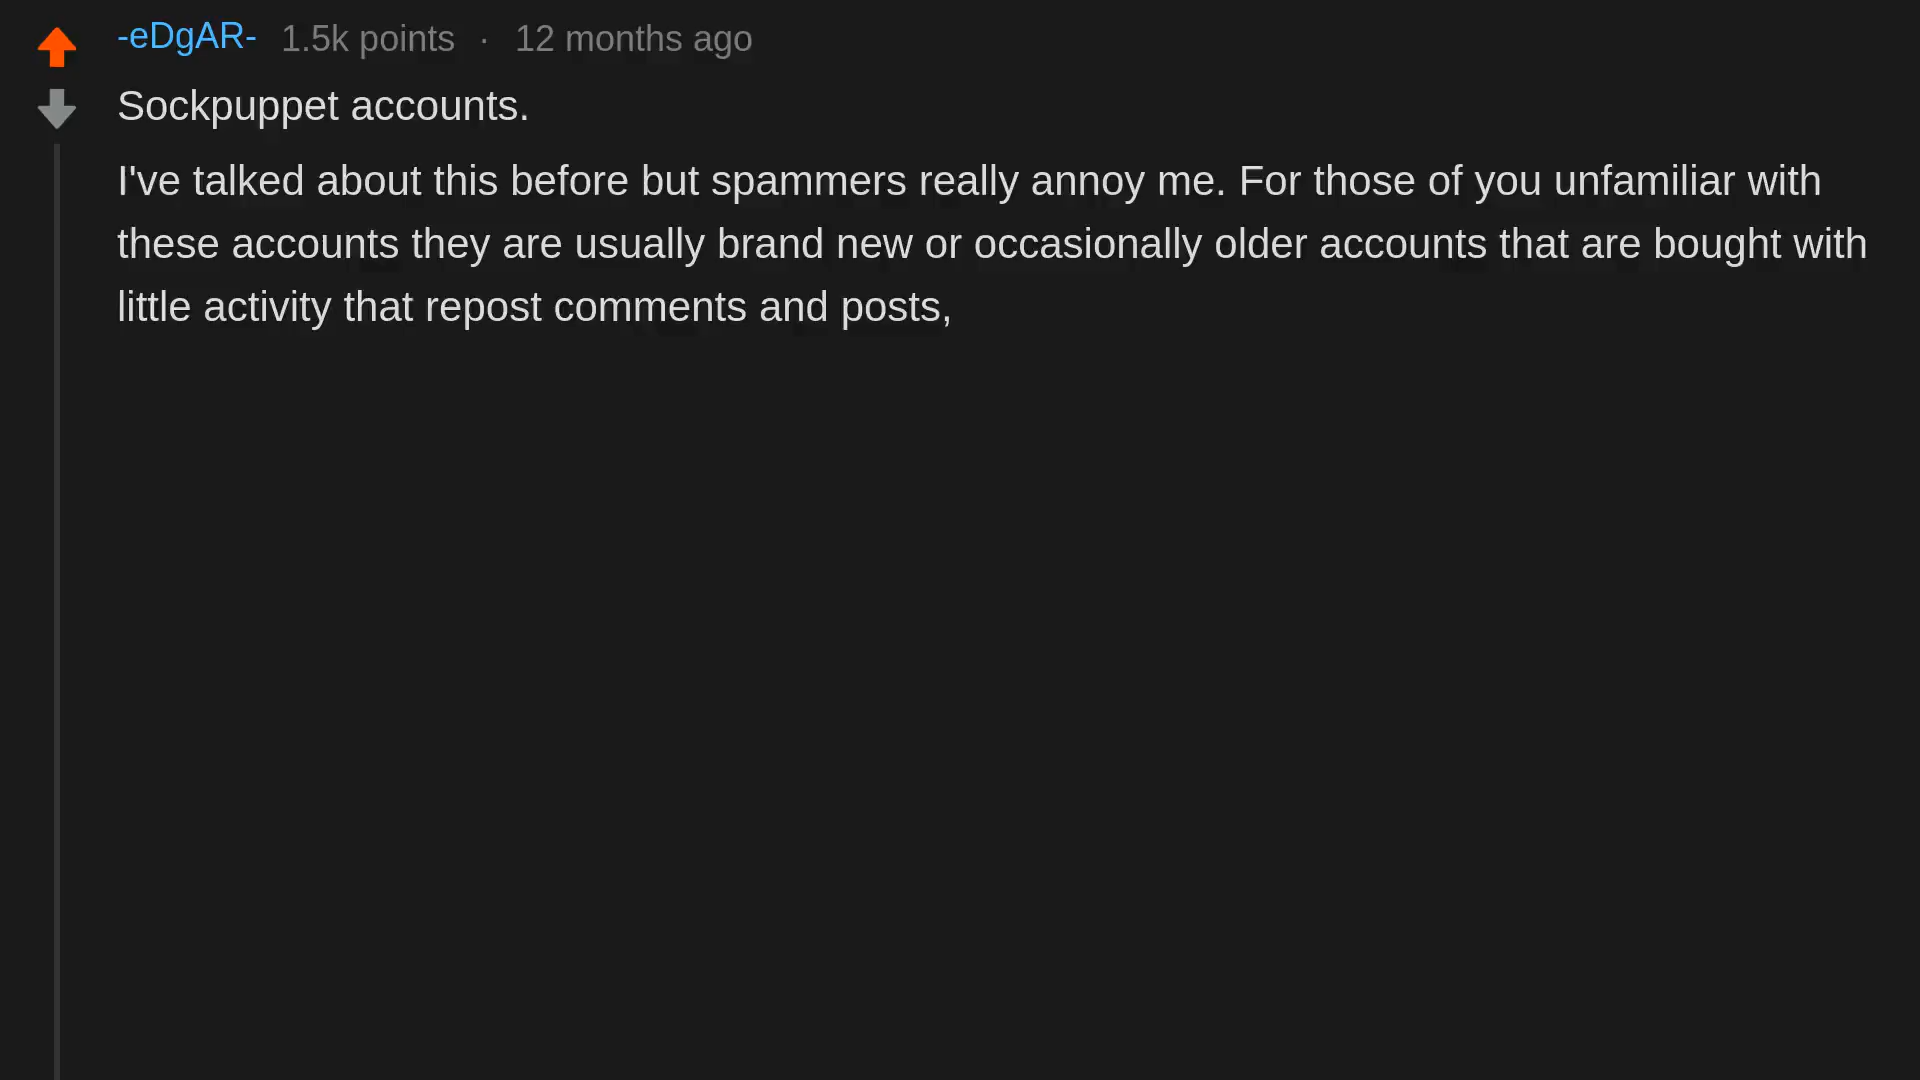 -eDgAR- 1.5k points · 12 months ago
Sockpuppet accounts.
I've talked about this before but spammers really annoy me. For those of you unfamiliar with
these accounts they are usually brand new or occasionally older accounts that are bought with
little activity that repost comments and posts,